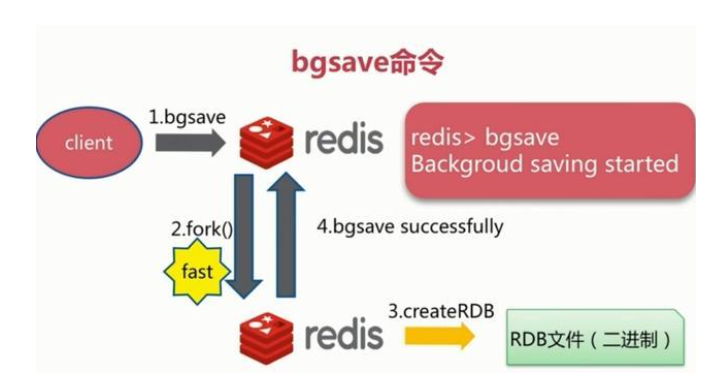 bgsave命令
client
1.bgsave
redis
redis> bgsave
Backgroud saving started
2.fork()
fast
4.bgsave successfully
redis
3.createRDB
RDB文件（二进制）